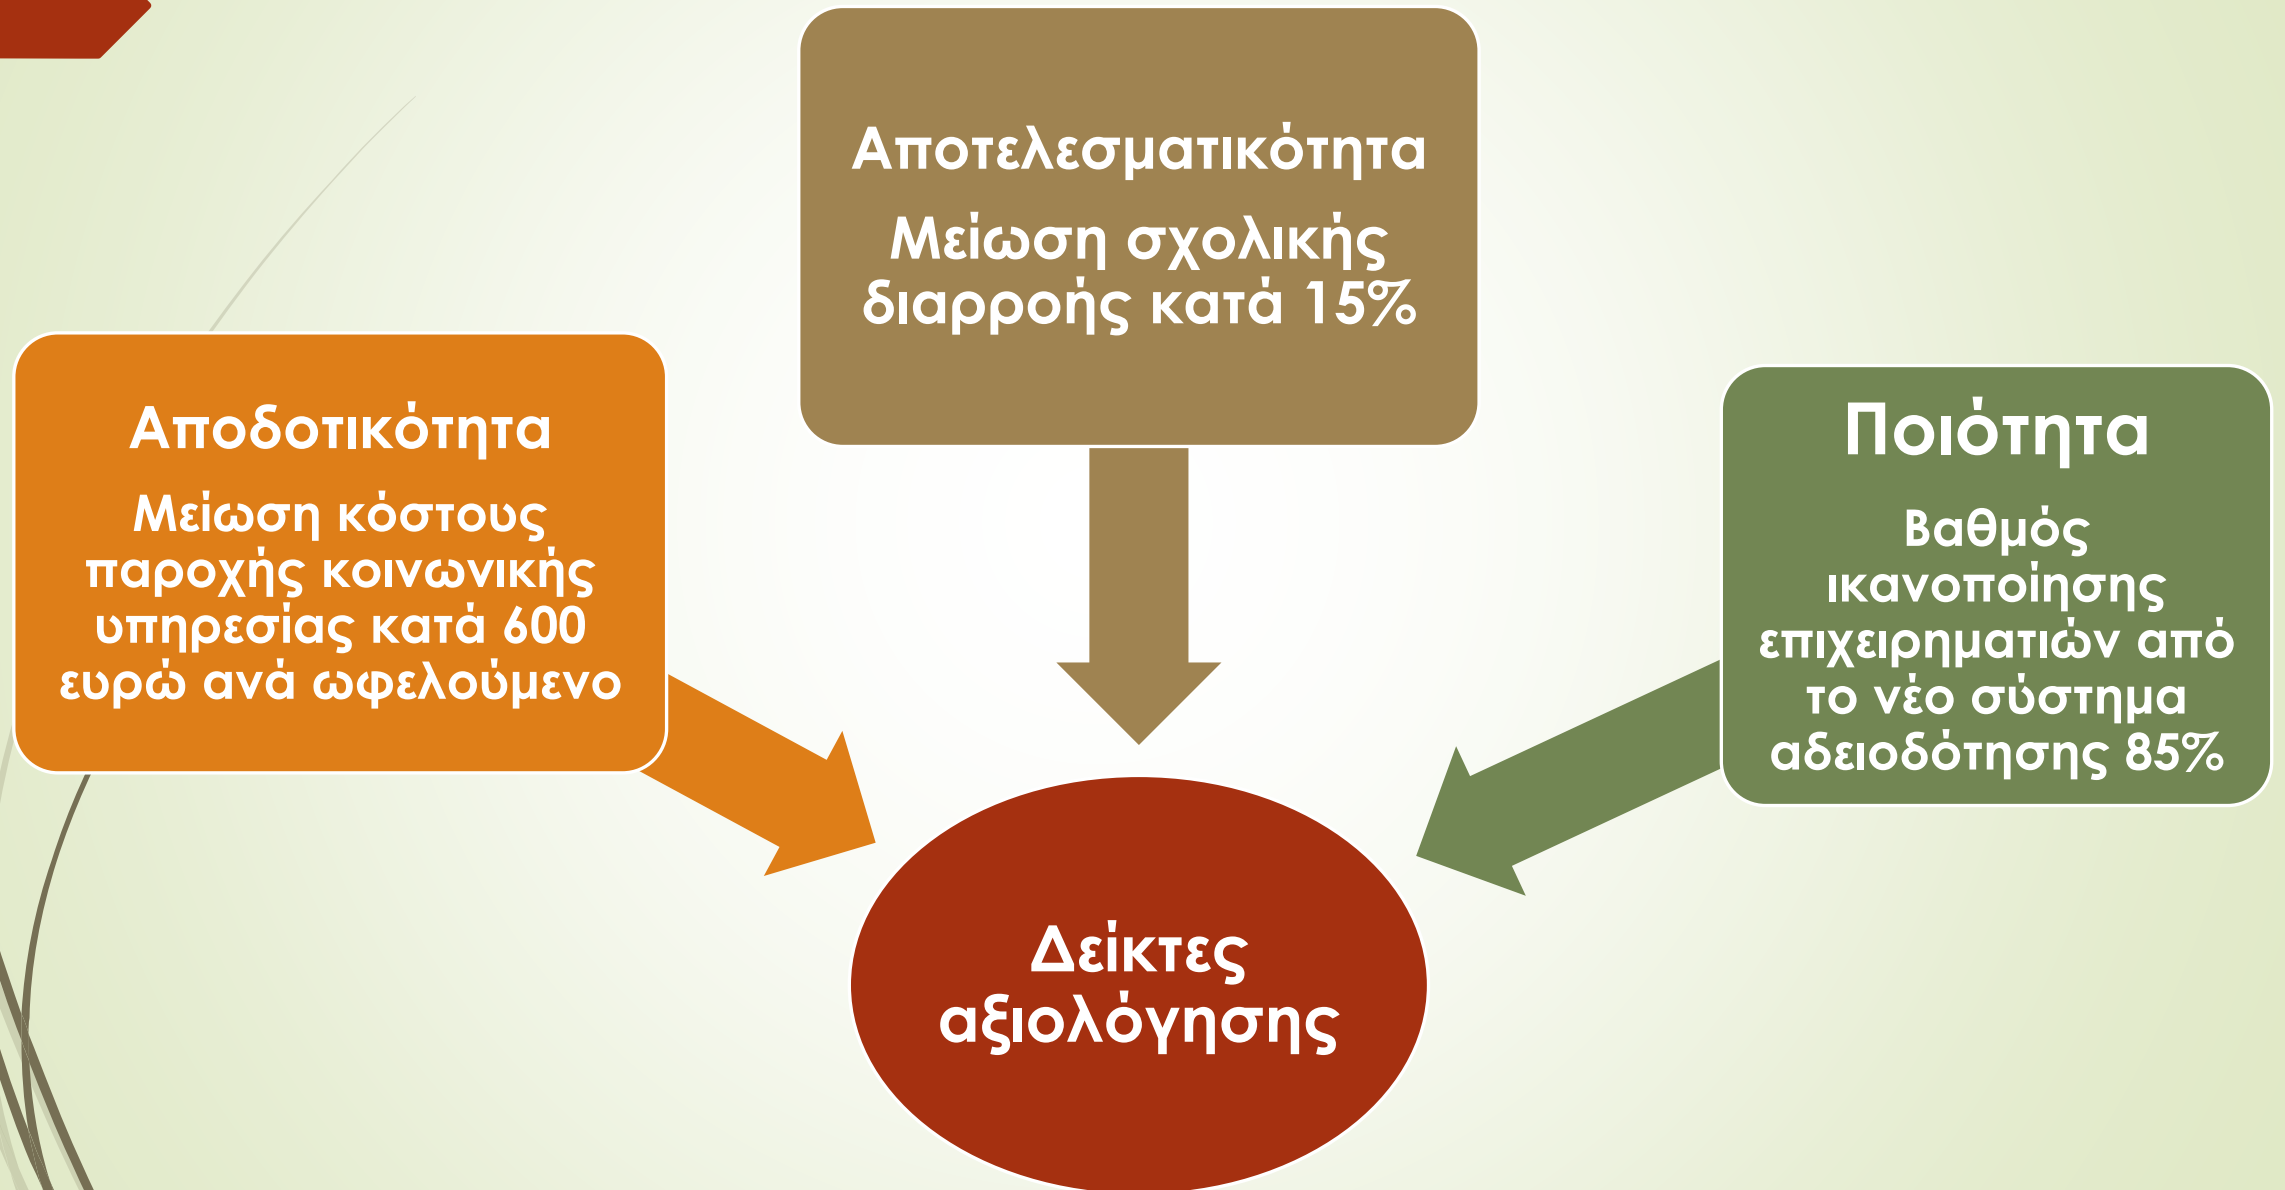 Αποτελεσματικότητα
Μείωση σχολικής
διαρροής κατά 15%
Αποδοτικότητα
Μείωση κόστους
παροχής κοινωνικής
υπηρεσίας κατά 600
ευρώ ανά ωφελούμενο
Ποιότητα
Βαθμός
ικανοποίησης
επιχειρηματιών από
το νέο σύστημα
αδειοδότησης 85%
Δείκτες
αξιολόγησης